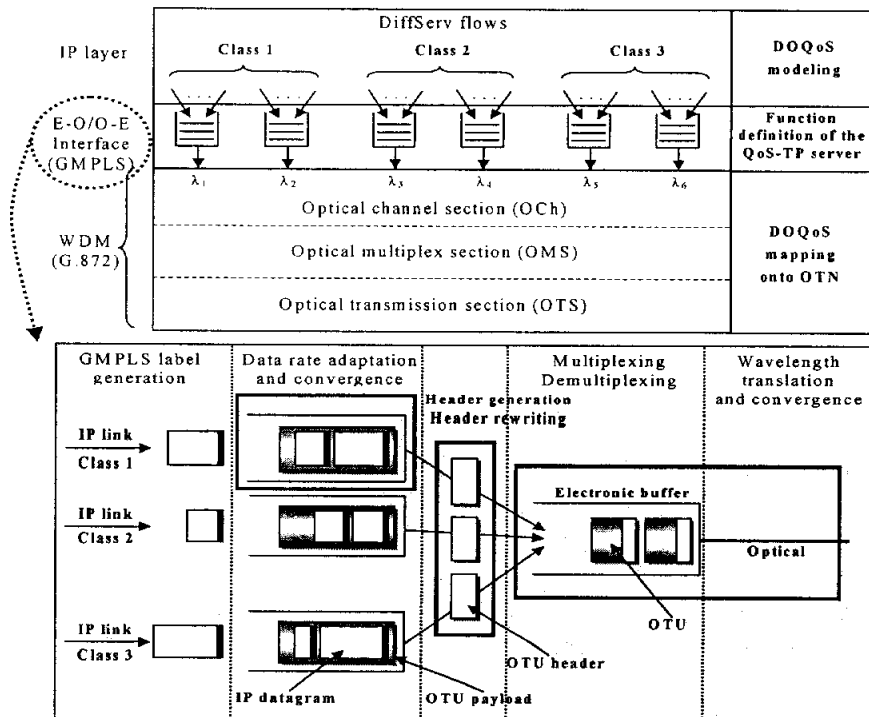 DiffServ flows
IP layer
Class 1
Class 2
Class 3
DOQoS
modeling
E-O/O-E
Interface
(GMPLS)
Function
definition of the
QoS-TP server
λ1
λ2
λ3
λ4
λ5
λ6
Optical channel section (OCh)
WDM
(G.872)
Optical multiplex section (OMS)
DOQoS
mapping
onto OTN
Optical transmission section (OTS)
GMPLS label
generation
Data rate adaptation
and convergence
Header generation
Header rewriting
Multiplexing
Demultiplexing
Wavelength
translation
and convergence
IP link
Class 1
IP link
Class 2
Electronic buffer
Optical
IP link
Class 3
OTU
OTU header
IP datagram
OTU payload